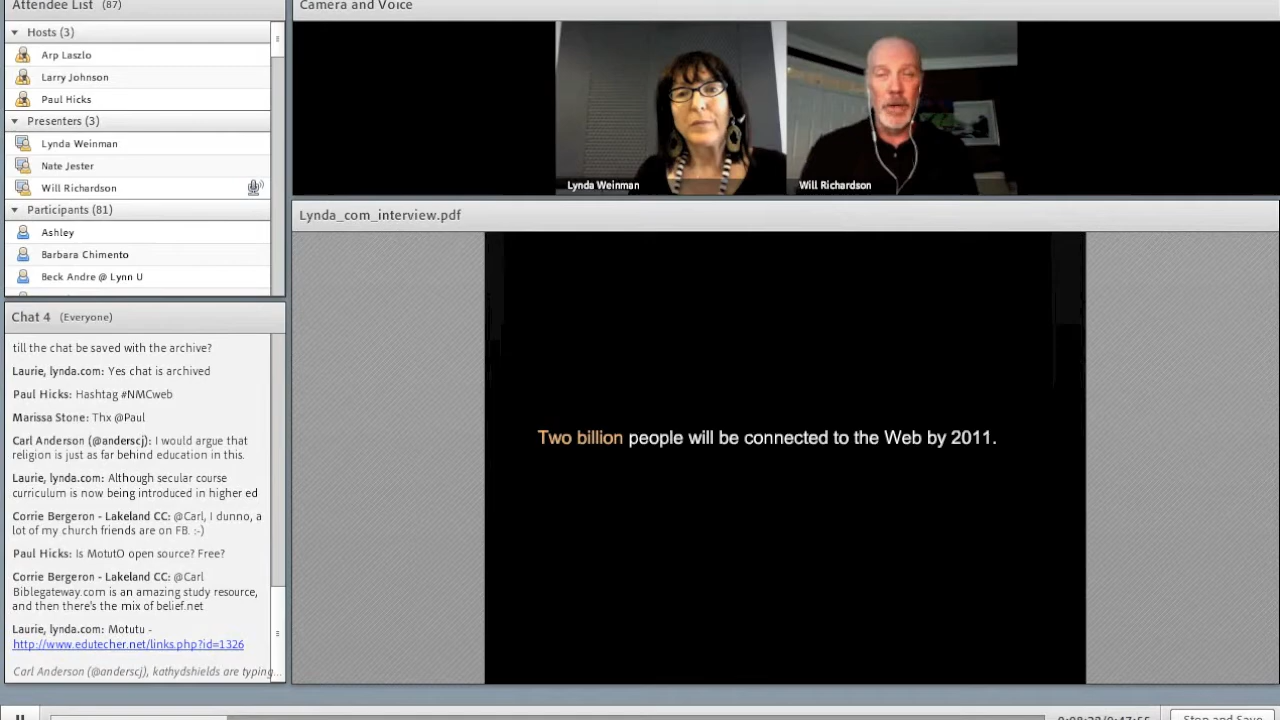 Attendee List (87)
Hosts (3)
Arp Laszlo
Larry Johnson
Paul Hicks
Presenters (3)
Lynda Weinman
Nate Jester
Will Richardson
Participants (81)
Ashley
Barbara Chimento
Beck Andre @ Lynn U
Chat 4 (Everyone)
till the chat be saved with the archive?
Laurie, lynda.com: Yes chat is archived
Paul Hicks: Hashtag #NMCweb
Marissa Stone: Thx @Paul
Carl Anderson (@anderscj): I would argue that
religion is just as far behind education in this.
Laurie, lynda.com: Although secular course
curriculum is now being introduced in higher ed
Corrie Bergeron - Lakeland CC: @Carl, I dunno, a
lot of my church friends are on FB. :-)
Paul Hicks: Is MotutO open source? Free?
Corrie Bergeron - Lakeland CC: @Carl
Biblegateway.com is an amazing study resource,
and then there's the mix of belief.net
Laurie, lynda.com: Motutu -
http://www.edutecher.net/links.php?id=1326
Carl Anderson (@anderscj), kathydshields are typing...
Camera and Voice
Lynda Weinman
Will Richardson
Lynda_com_interview.pdf
Two billion people will be connected to the Web by 2011.
Stop and Save